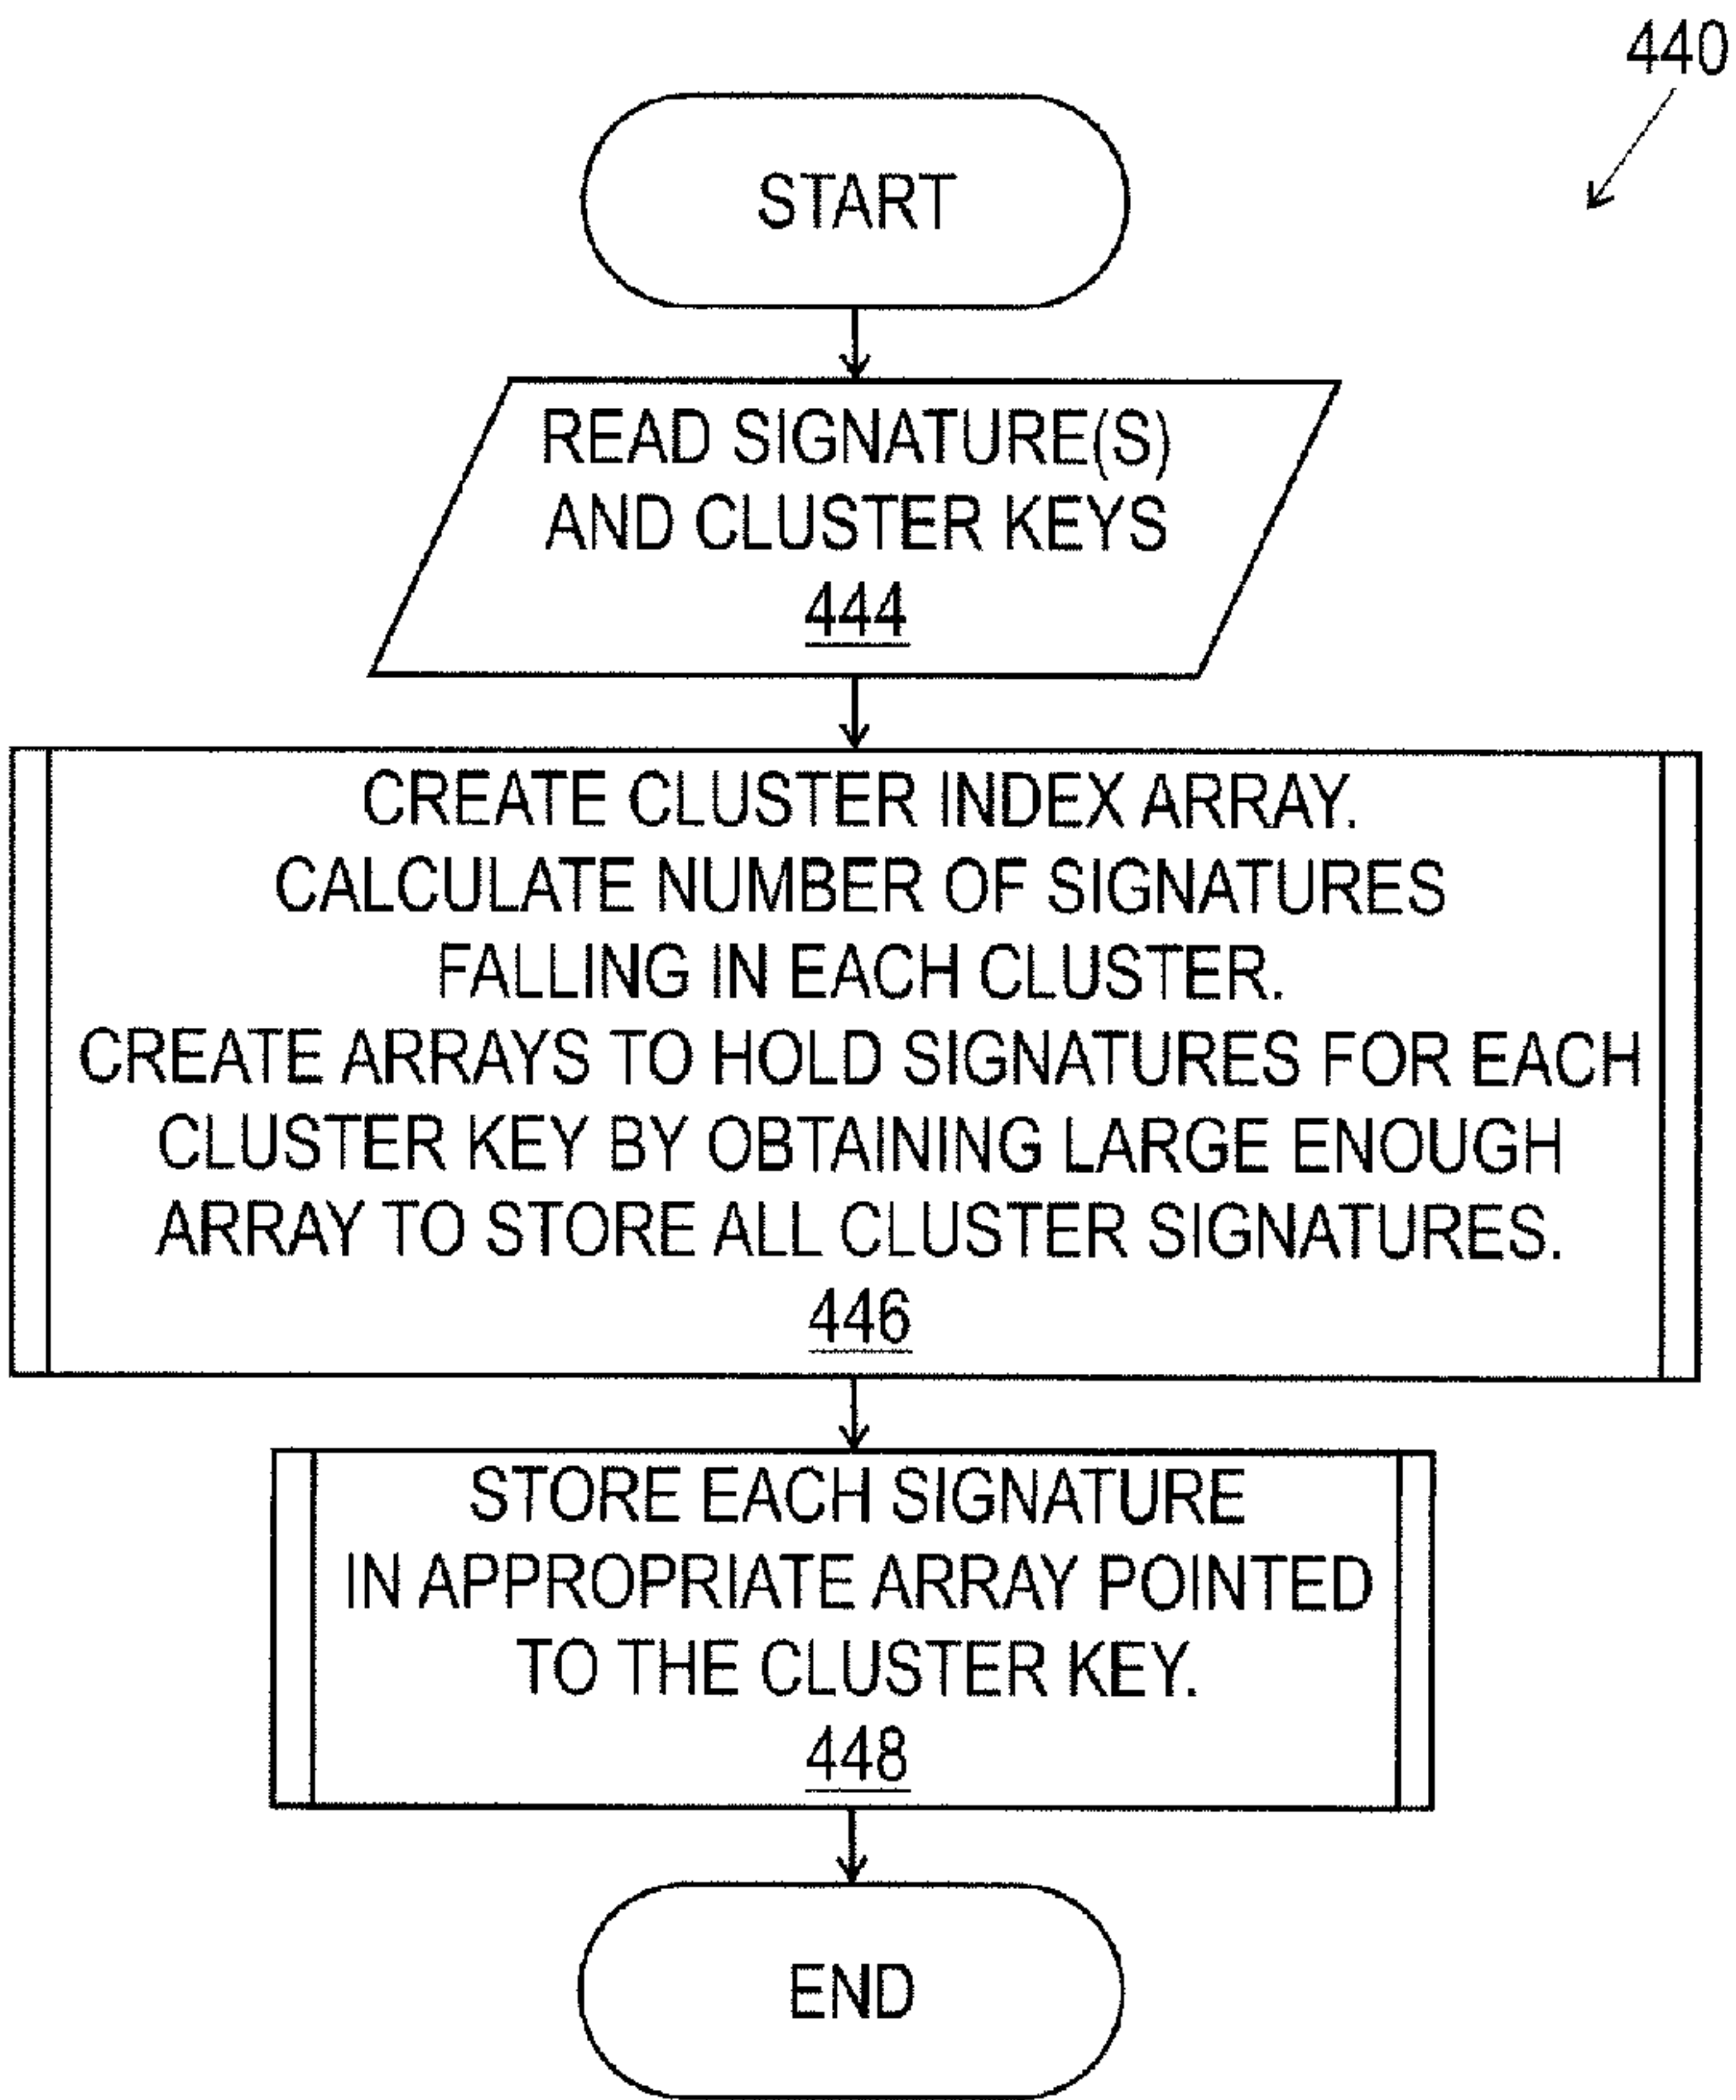 440
START
READ SIGNATURE(S)
AND CLUSTER KEYS
444
CREATE CLUSTER INDEX ARRAY.
CALCULATE NUMBER OF SIGNATURES
FALLING IN EACH CLUSTER.
CREATE ARRAYS TO HOLD SIGNATURES FOR EACH
CLUSTER KEY BY OBTAINING LARGE ENOUGH
ARRAY TO STORE ALL CLUSTER SIGNATURES.
446
STORE EACH SIGNATURE
IN APPROPRIATE ARRAY POINTED
TO THE CLUSTER KEY.
448
END